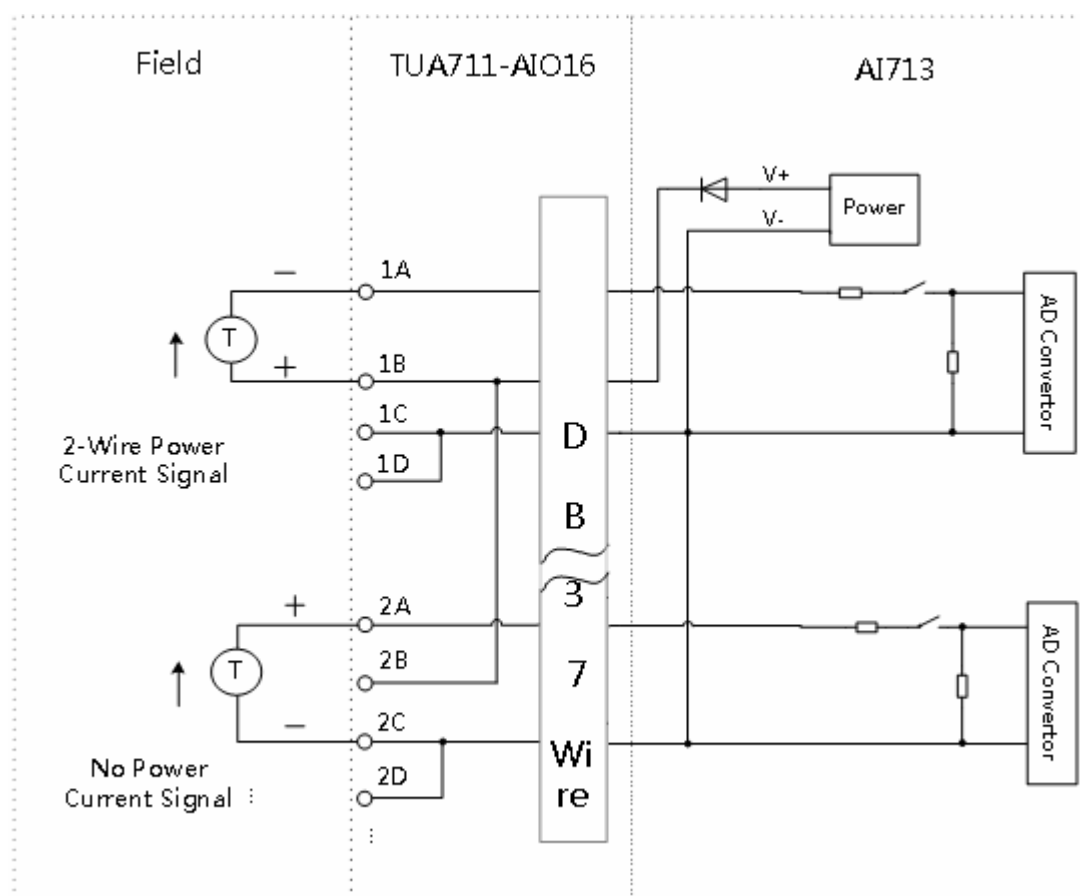 Field
TUA711-AIO16
AI713
V+
Power
V-
1A
−
T
+
1B
1C
1D
2-Wire Power
Current Signal
AD Convertor
D
B
3
7
Wi
re
2A
+
T
2B
−
2C
2D
No Power
Current Signal
AD Convertor